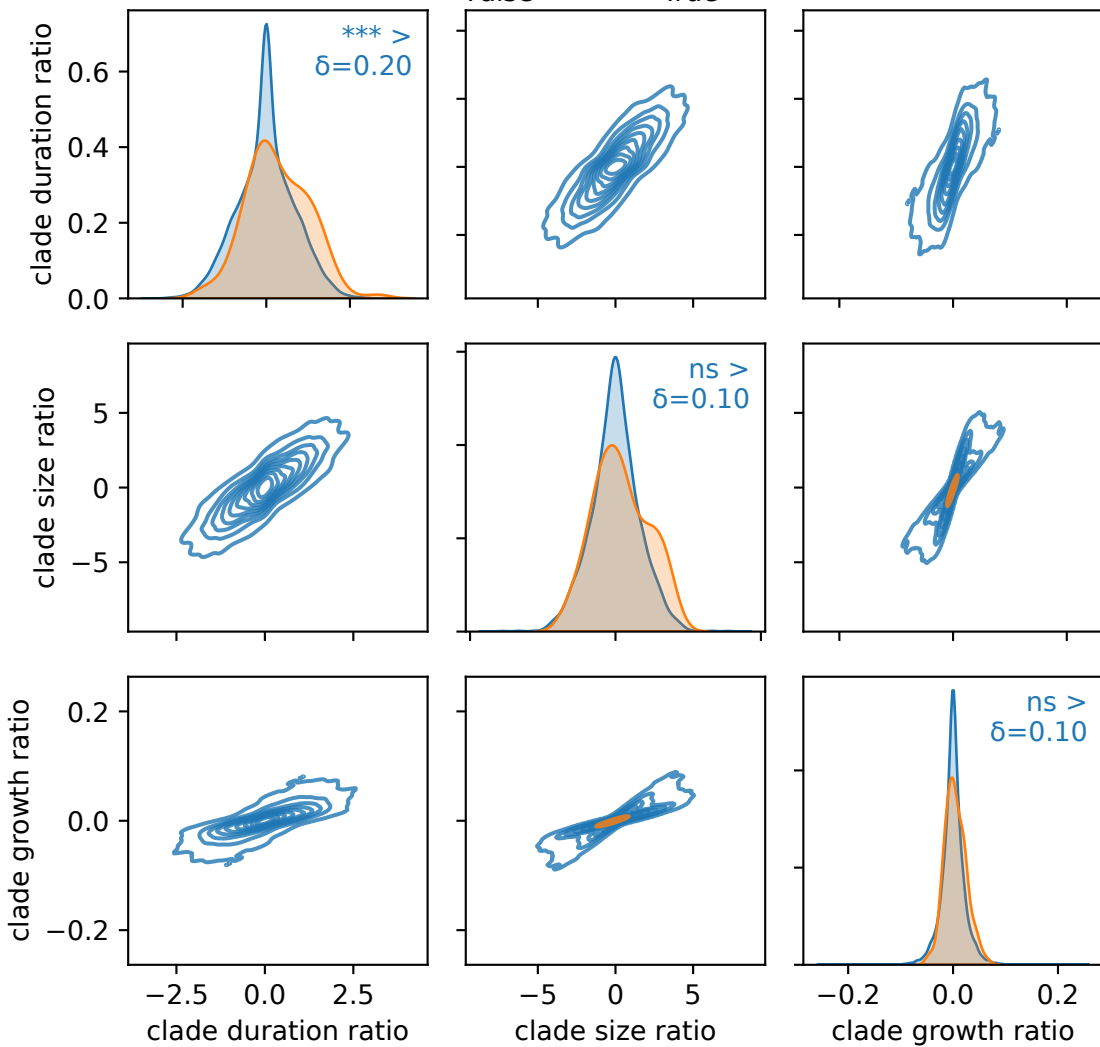 False True
clade duration ratio
0.6
0.4
0.2
0.0
*** >
δ=0.20
clade size ratio
5
0
−5
ns >
δ=0.10
clade growth ratio
0.2
0.0
−0.2
ns >
δ=0.10
−2.5 0.0 2.5
−5 0 5
−0.2 0.0 0.2
clade duration ratio
clade size ratio
clade growth ratio